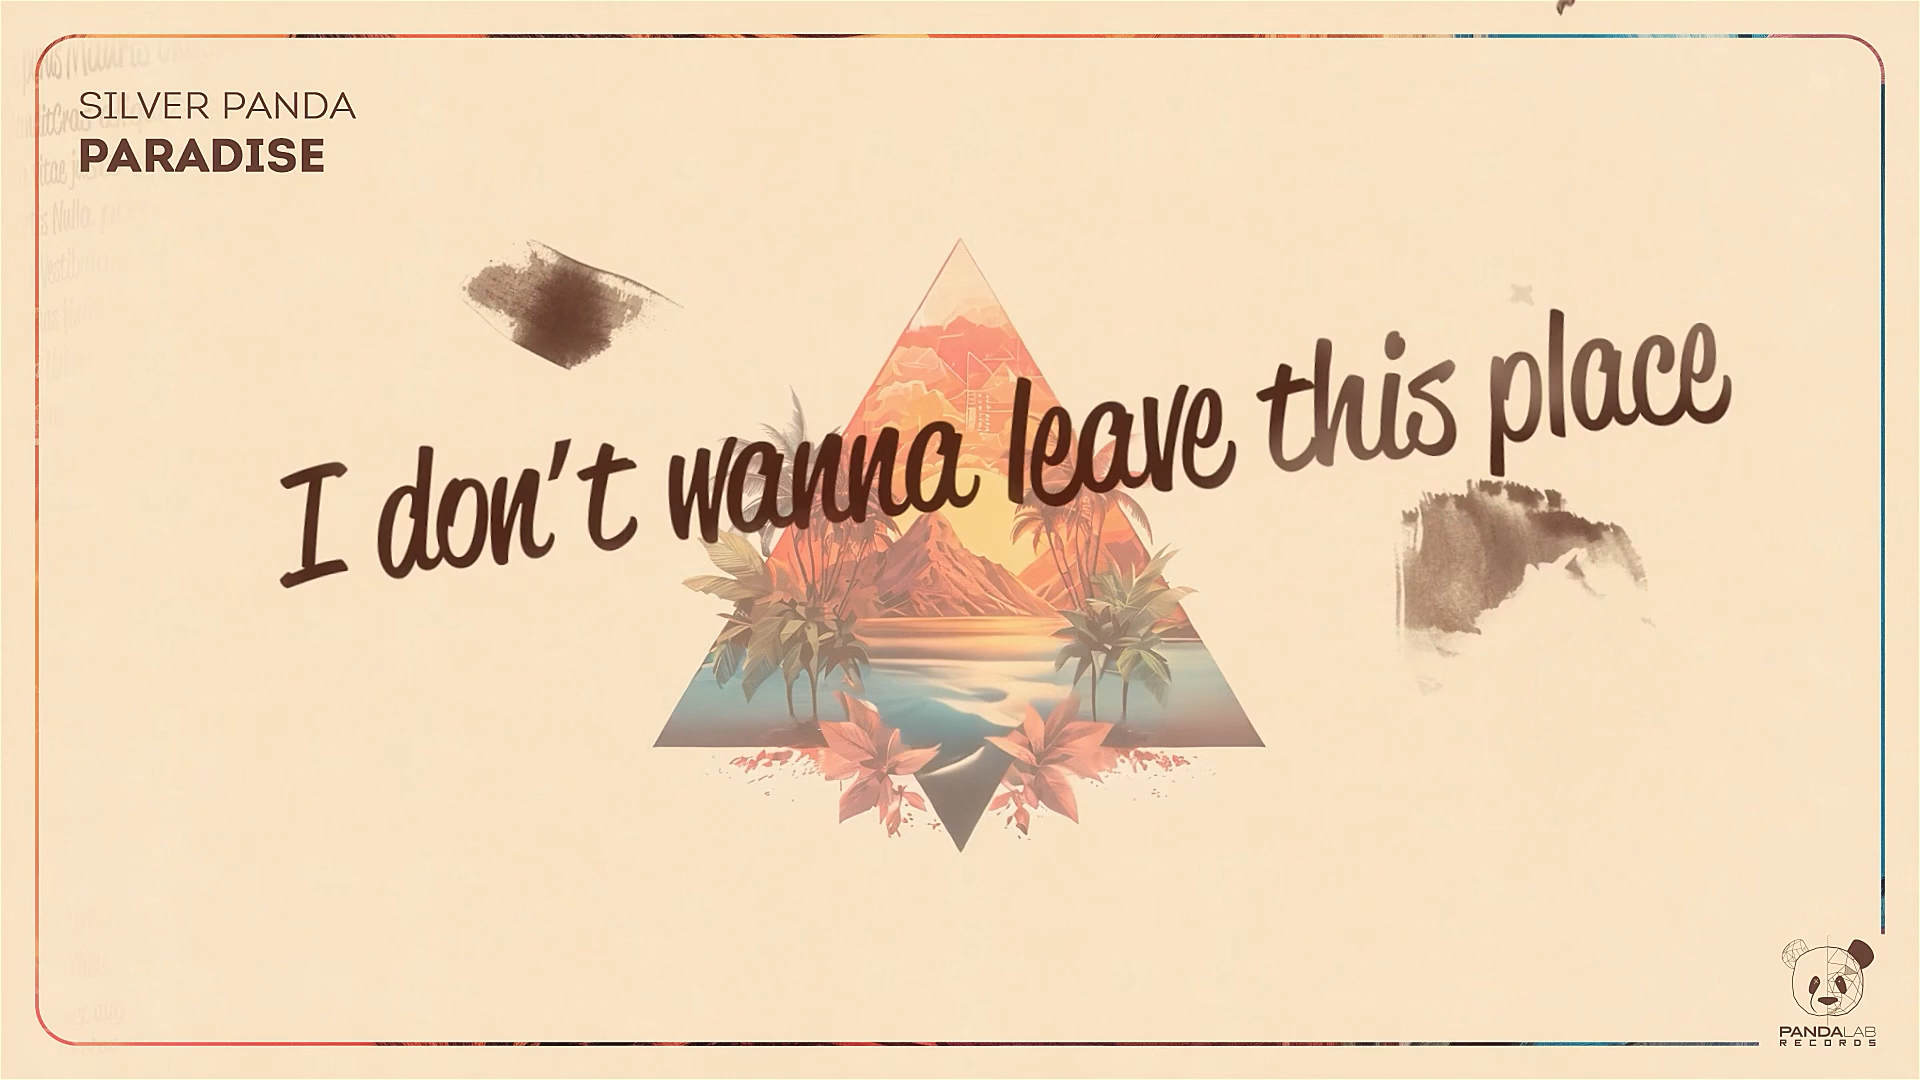 SILVER PANDA
PARADISE
I don't wanna leave this place
PANDALAB
RECORDS